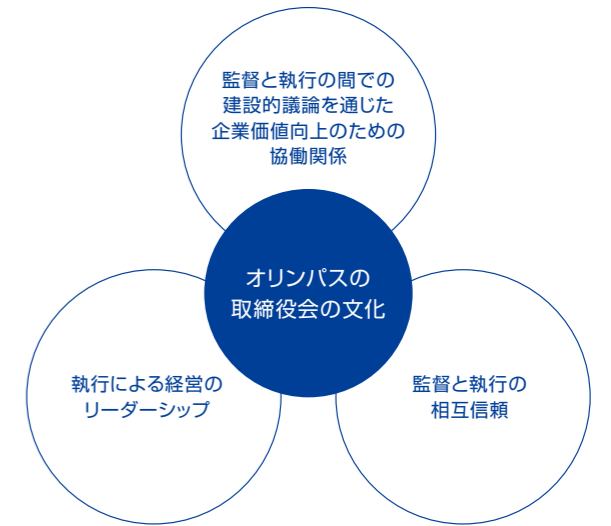 監督と執行の間での
建設的議論を通じた
企業価値向上のための
協働関係
オリンパスの
取締役会の文化
執行による経営の
リーダーシップ
監督と執行の
相互信頼